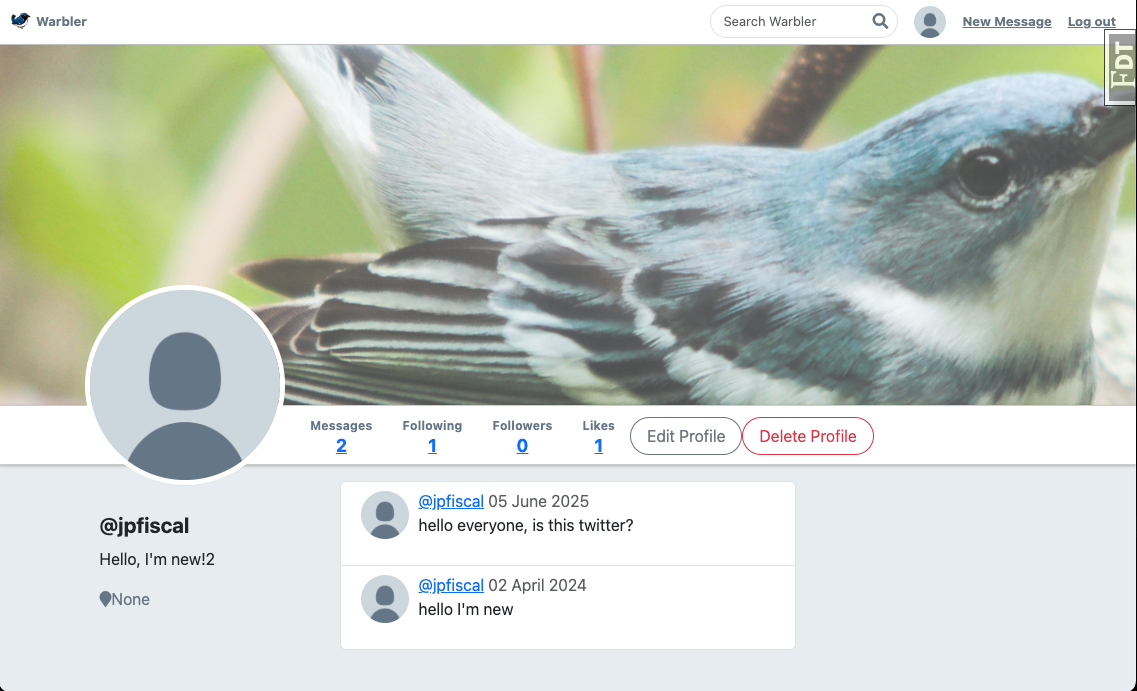 Warbler
Search Warbler
New Message Log out
FDT
Messages Following Followers Likes
2 1 0 1
Edit Profile Delete Profile
@jpfiscal 05 June 2025
hello everyone, is this twitter?
@jpfiscal
Hello, I'm new!2
None
@jpfiscal 02 April 2024
hello I'm new